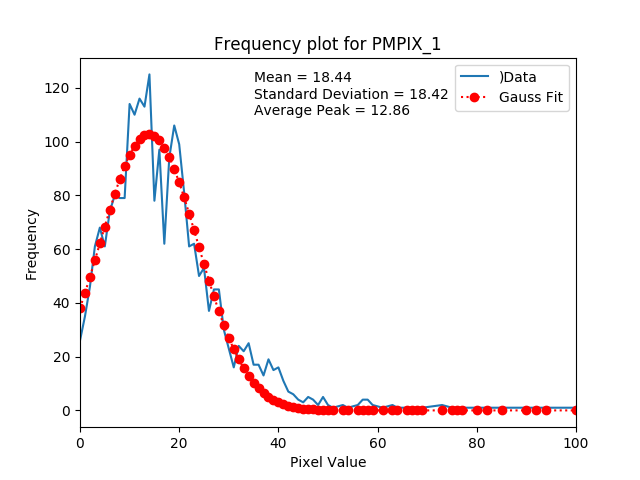 Frequency plot for PMPIX_1
Mean = 18.44
Standard Deviation = 18.42
Average Peak = 12.86
)Data
Gauss Fit
Frequency
120
100
80
60
40
20
0
0 20 40 60 80 100
Pixel Value